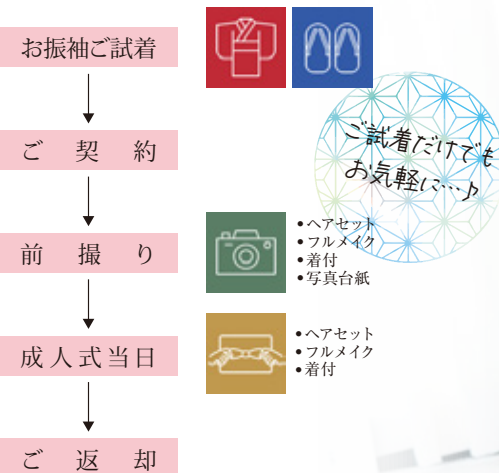 お振袖ご試着
ご試着だけでも
お気軽に…♪
ご契約
前撮り
•ヘアセット
•フルメイク
•着付
•写真台紙
成人式当日
•ヘアセット
•フルメイク
•着付
ご返却